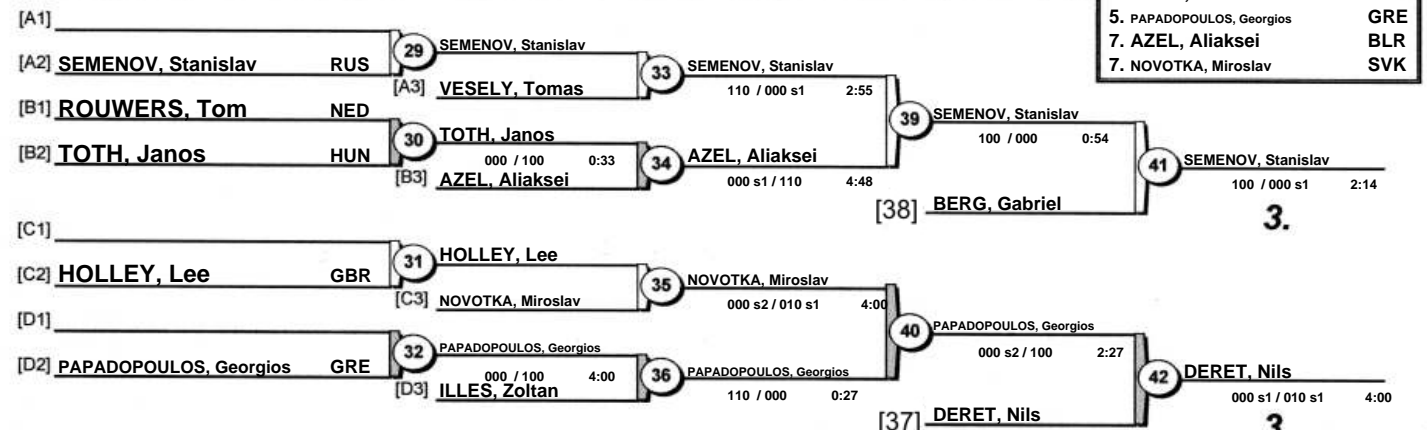 5. PAPADOPOULOS, Georgios GRE
7. AZEL, Aliaksei BLR
7. NOVOTKA, Miroslav SVK
[A1]
[A2] SEMENOV, Stanislav RUS
29 SEMENOV, Stanislav
[A3] VESELY, Tomas
33 SEMENOV, Stanislav
110 / 000 s1 2:55
[B1] ROUWERS, Tom NED
[B2] TOTH, Janos HUN
30 TOTH, Janos
000 / 100 0:33
[B3] AZEL, Aliaksei
34 AZEL, Aliaksei
000 s1 / 110 4:48
39 SEMENOV, Stanislav
100 / 000 0:54
[38] BERG, Gabriel
41 SEMENOV, Stanislav
100 / 000 s1 2:14
3.
[C1]
[C2] HOLLEY, Lee GBR
31 HOLLEY, Lee
[C3] NOVOTKA, Miroslav
35 NOVOTKA, Miroslav
000 s2 / 010 s1 4:00
[D1]
[D2] PAPADOPOULOS, Georgios GRE
32 PAPADOPOULOS, Georgios
000 / 100 4:00
[D3] ILLES, Zoltan
36 PAPADOPOULOS, Georgios
110 / 000 0:27
40 PAPADOPOULOS, Georgios
000 s2 / 100 2:27
[37] DERET, Nils
42 DERET, Nils
000 s1 / 010 s1 4:00
3